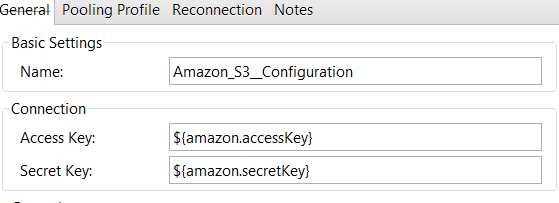 General Pooling Profile Reconnection Notes
Basic Settings
Name: Amazon_S3__Configuration
Connection
Access Key: ${amazon.accessKey}
Secret Key: ${amazon.secretKey}